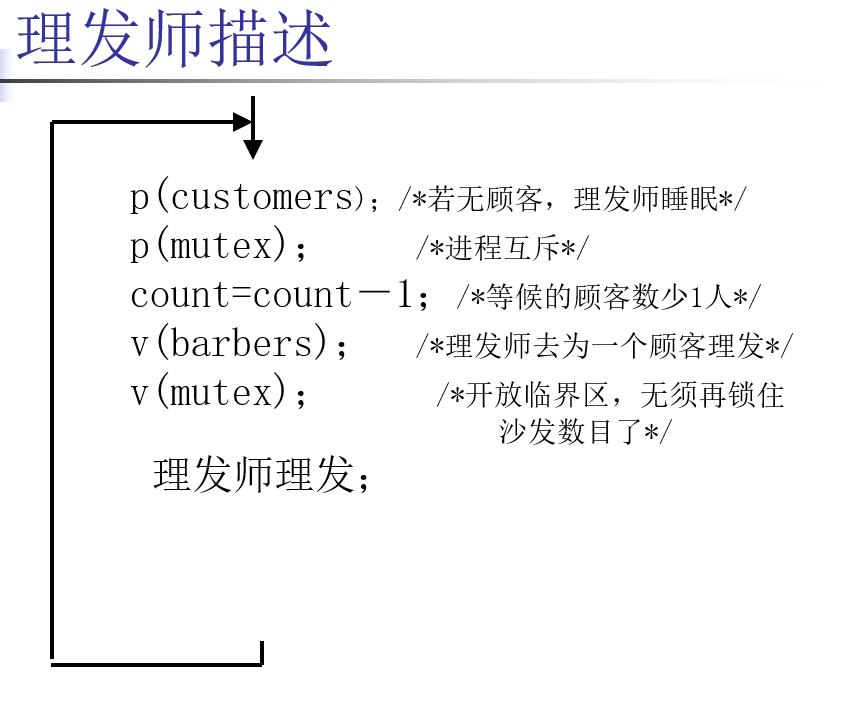 理发师描述
p(customers); /*若无顾客，理发师睡眠*/
p(mutex); /*进程互斥*/
count=count－1; /*等候的顾客数少1人*/
v(barbers); /*理发师去为一个顾客理发*/
v(mutex); /*开放临界区，无须再锁住
沙发数目了*/
理发师理发;